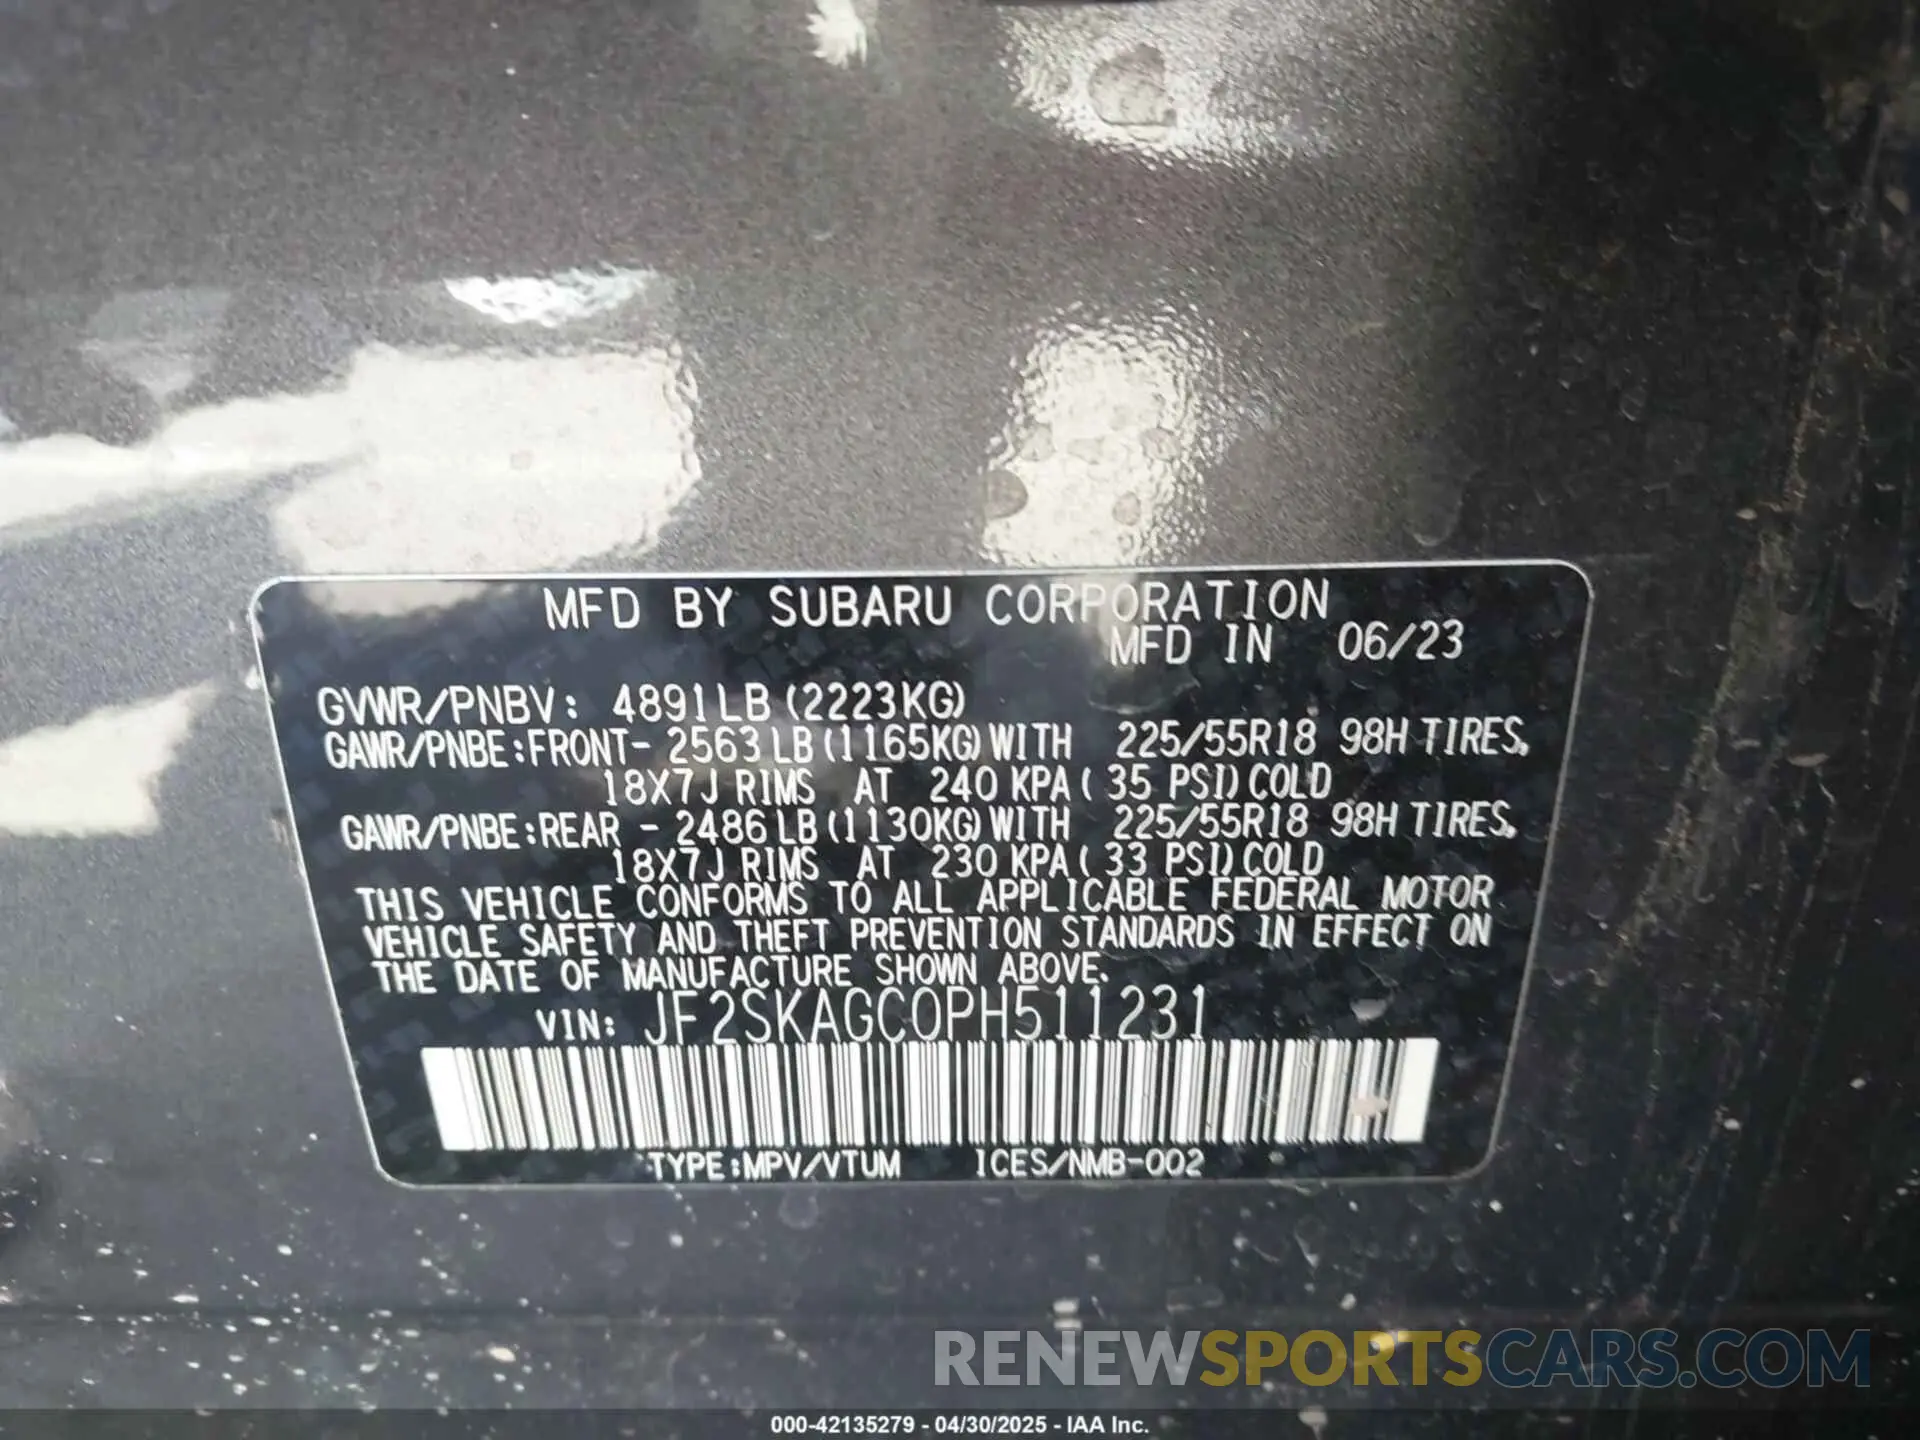 MFD BY SUBARU CORPORATION
MFD IN 06/23
GVWR/PNBV: 4891LB (2223KG)
GAWR/PNBE:FRONT- 2563LB(1165KG)WITH 225/55R18 98H TIRES,
18X7J RIMS AT 240 KPA( 35 PSI)COLD
GAWR/PNBE:REAR - 2486LB(1130KG)WITH 225/55R18 98H TIRES,
18X7J RIMS AT 230 KPA( 33 PSI)COLD
THIS VEHICLE CONFORMS TO ALL APPLICABLE FEDERAL MOTOR
VEHICLE SAFETY AND THEFT PREVENTION STANDARDS IN EFFECT ON
THE DATE OF MANUFACTURE SHOWN ABOVE.
VIN: JF2SKAGC0PH511231
TYPE:MPV/VTUM ICES/NMB-002
RENEWSPORTSCARS.COM
000-42135279 - 04/30/2025 - IAA Inc.